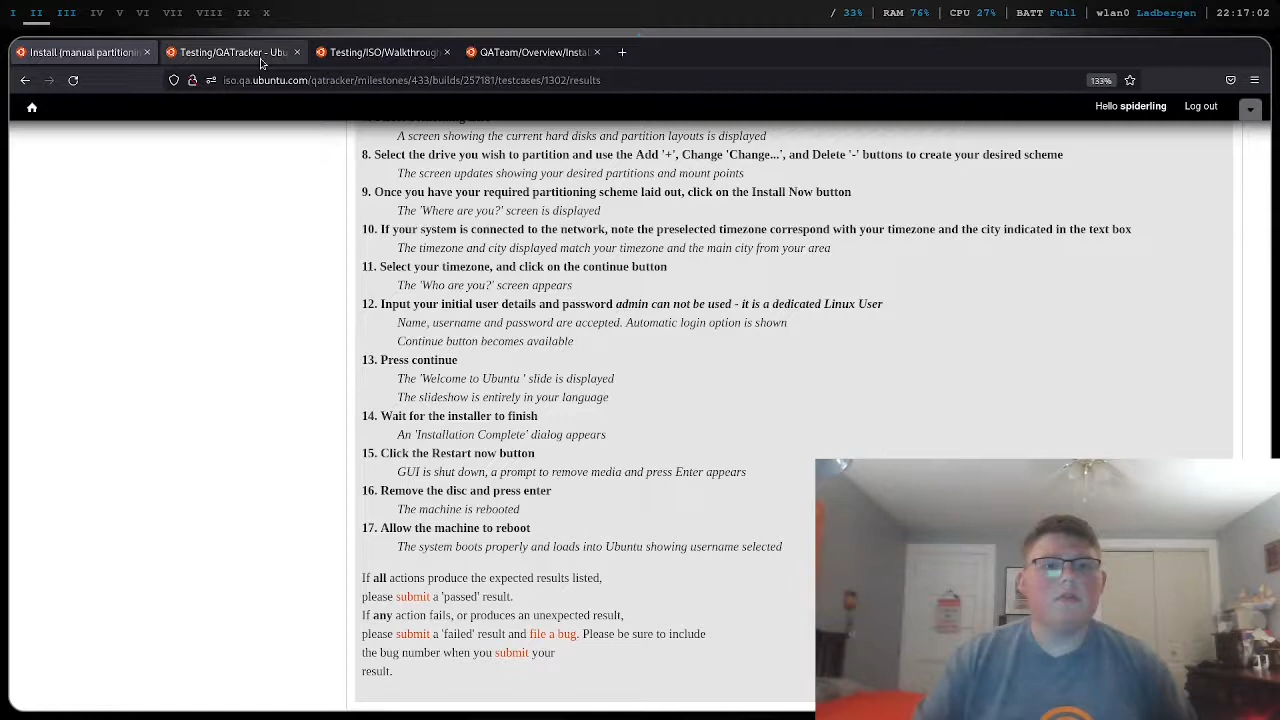 I II III IV V VI VII VIII IX X / 33% | RAM 76% | CPU 27% | BATT Full | wlan0 Ladbergen | 22:17:02
Install (manual partitionin × Testing/QATracker - Ubu × Testing/ISO/Walkthrough × QATeam/Overview/Instal × +
iso.qa.ubuntu.com/qatracker/milestones/433/builds/257181/testcases/1302/results 133%
Hello spiderling Log out
A screen showing the current hard disks and partition layouts is displayed
8. Select the drive you wish to partition and use the Add '+', Change 'Change...', and Delete '-' buttons to create your desired scheme
The screen updates showing your desired partitions and mount points
9. Once you have your required partitioning scheme laid out, click on the Install Now button
The 'Where are you?' screen is displayed
10. If your system is connected to the network, note the preselected timezone correspond with your timezone and the city indicated in the text box
The timezone and city displayed match your timezone and the main city from your area
11. Select your timezone, and click on the continue button
The 'Who are you?' screen appears
12. Input your initial user details and password admin can not be used - it is a dedicated Linux User
Name, username and password are accepted. Automatic login option is shown
Continue button becomes available
13. Press continue
The 'Welcome to Ubuntu ' slide is displayed
The slideshow is entirely in your language
14. Wait for the installer to finish
An 'Installation Complete' dialog appears
15. Click the Restart now button
GUI is shut down, a prompt to remove media and press Enter appears
16. Remove the disc and press enter
The machine is rebooted
17. Allow the machine to reboot
The system boots properly and loads into Ubuntu showing username selected
If all actions produce the expected results listed,
please submit a 'passed' result.
If any action fails, or produces an unexpected result,
please submit a 'failed' result and file a bug. Please be sure to include
the bug number when you submit your
result.